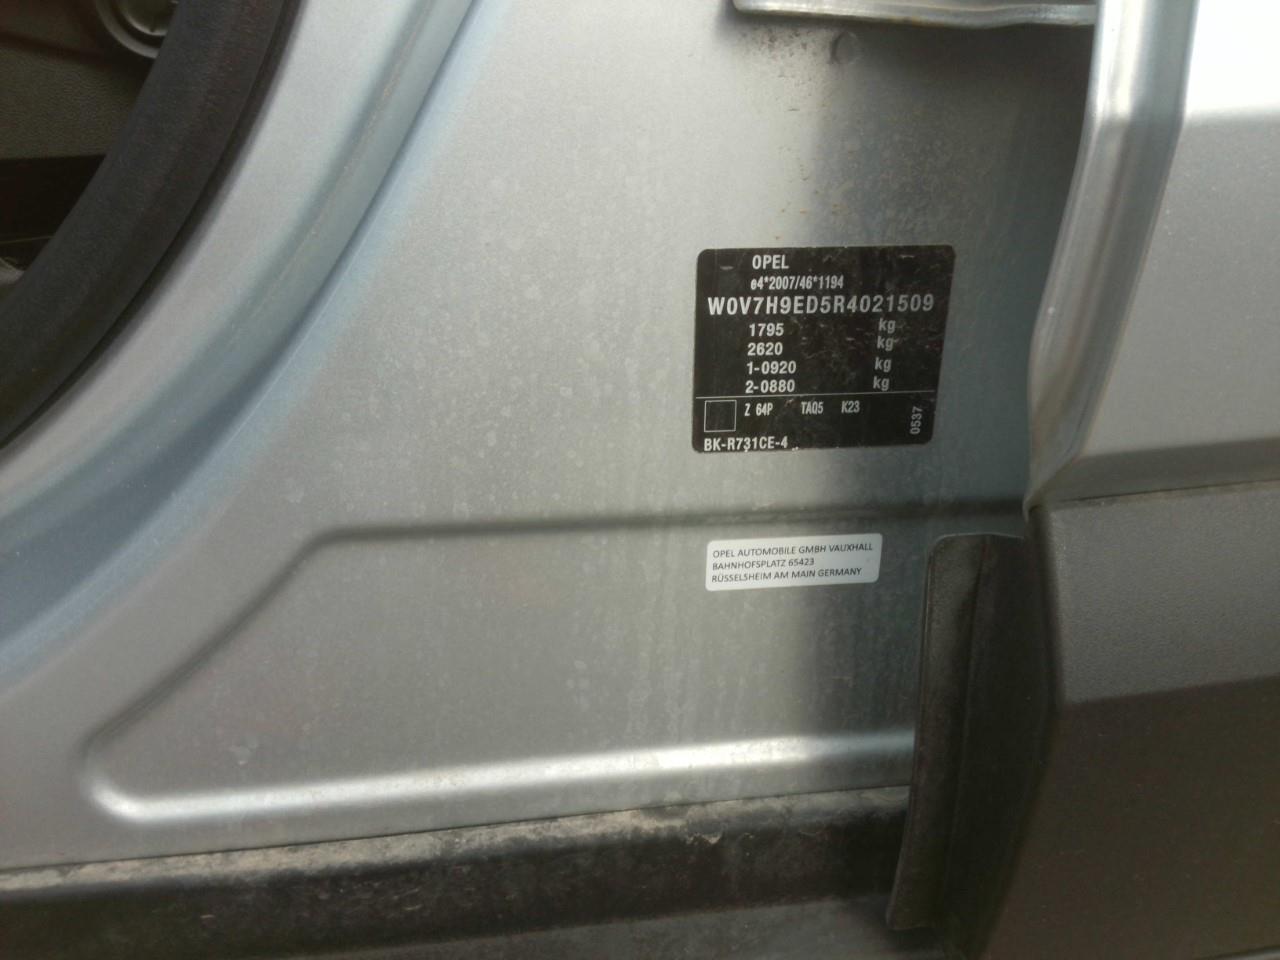 OPEL
e4*2007/46*1194
W0V7H9ED5R4021509
1795 kg
2620 kg
1-0920 kg
2-0880 kg
Z 64P TAQ5 K23
0537
BK-R731CE-4
OPEL AUTOMOBILE GMBH VAUXHALL
BAHNHOFSPLATZ 65423
RÜSSELSHEIM AM MAIN GERMANY